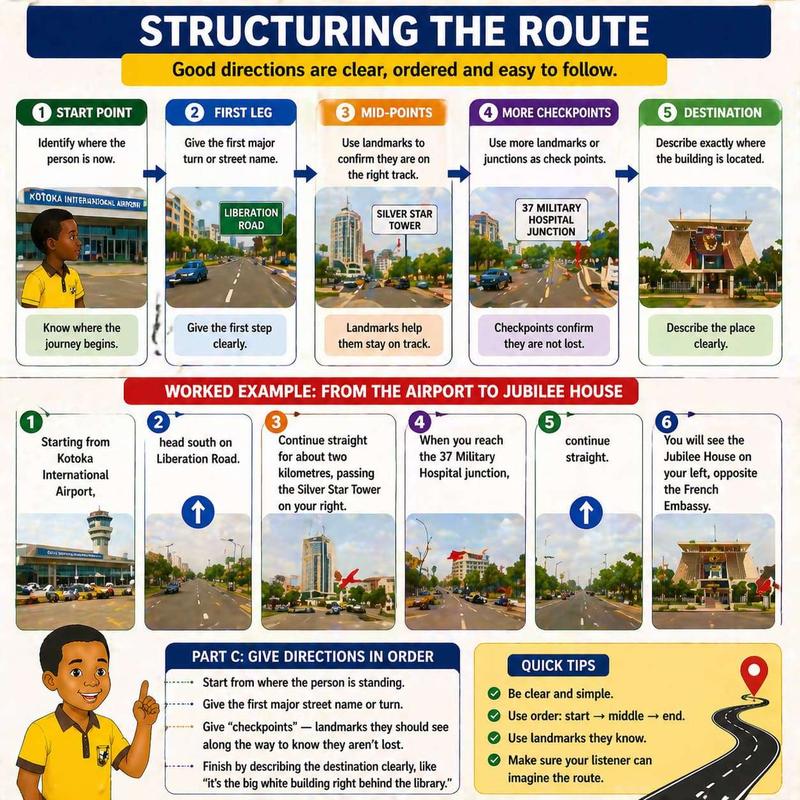 STRUCTURING THE ROUTE
Good directions are clear, ordered and easy to follow.
1 START POINT
Identify where the
person is now.
KOTOKA INTERNATIONAL AIRPORT
Know where the
journey begins.
2 FIRST LEG
Give the first major
turn or street name.
LIBERATION
ROAD
Give the first step
clearly.
3 MID-POINTS
Use landmarks to
confirm they are on
the right track.
SILVER STAR
TOWER
Landmarks help
them stay on track.
4 MORE CHECKPOINTS
Use more landmarks or
junctions as check points.
37 MILITARY
HOSPITAL
JUNCTION
Checkpoints confirm
they are not lost.
5 DESTINATION
Describe exactly where
the building is located.
Describe the place
clearly.
WORKED EXAMPLE: FROM THE AIRPORT TO JUBILEE HOUSE
1
Starting from
Kotoka
International
Airport,
2
head south on
Liberation Road.
3
Continue straight
for about two
kilometres, passing
the Silver Star Tower
on your right.
4
When you reach
the 37 Military
Hospital junction,
5
continue
straight.
6
You will see the
Jubilee House on
your left, opposite
the French
Embassy.
PART C: GIVE DIRECTIONS IN ORDER
Start from where the person is standing.
Give the first major street name or turn.
Give “checkpoints” — landmarks they should see
along the way to know they aren’t lost.
Finish by describing the destination clearly, like
“it’s the big white building right behind the library.”
QUICK TIPS
Be clear and simple.
Use order: start → middle → end.
Use landmarks they know.
Make sure your listener can
imagine the route.